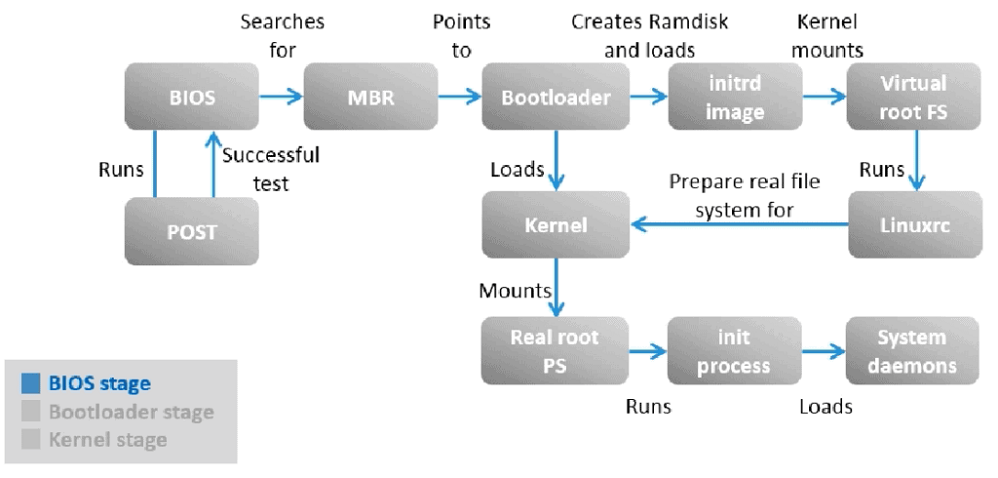 Searches
for
Points
to
Creates Ramdisk
and loads
Kernel
mounts
BIOS
MBR
Bootloader
initrd
image
Virtual
root FS
Runs
Successful
test
Loads
Prepare real file
system for
Runs
POST
Kernel
Linuxrc
Mounts
Real root
PS
init
process
System
daemons
Runs
Loads
BIOS stage
Bootloader stage
Kernel stage